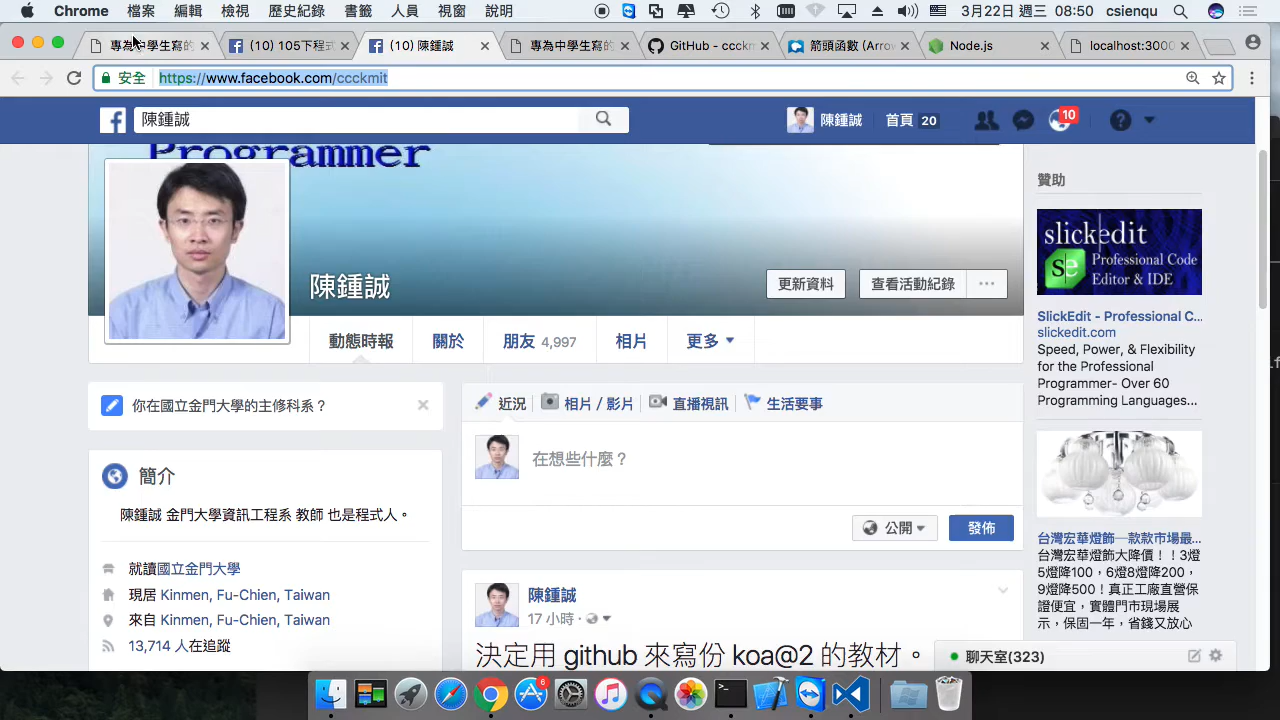 Chrome 檔案 編輯 檢視 歷史紀錄 書籤 人員 視窗 說明 3月22日 週三 08:50 csienqu
專為中學生寫的 (10) 105下程式 (10) 陳鍾誠 專為中學生寫的 GitHub - ccckm 箭頭函數 (Arrow Node.js localhost:3000
安全 https://www.facebook.com/ccckmit
陳鍾誠 陳鍾誠 首頁 20 10
Programmer
陳鍾誠
更新資料 查看活動紀錄 ...
動態時報 關於 朋友 4,997 相片 更多
你在國立金門大學的主修科系？
簡介
陳鍾誠 金門大學資訊工程系 教師 也是程式人。
就讀國立金門大學
現居 Kinmen, Fu-Chien, Taiwan
來自 Kinmen, Fu-Chien, Taiwan
13,714 人在追蹤
近況 相片 / 影片 直播視訊 生活要事
在想些什麼？
公開 發佈
陳鍾誠
17 小時 ·
決定用 github 來寫份 koa@2 的教材。
贊助
slickedit
Se Professional Code
Editor & IDE
SlickEdit - Professional C...
slickedit.com
Speed, Power, & Flexibility
for the Professional
Programmer- Over 60
Programming Languages...
台灣宏華燈飾—款款市場最...
台灣宏華燈飾大降價！！3燈
5燈降100，6燈8燈降200，
9燈降500！真正工廠直營保
證便宜，實體門市現場展
示，保固一年，省錢又放心
聊天室(323)
6